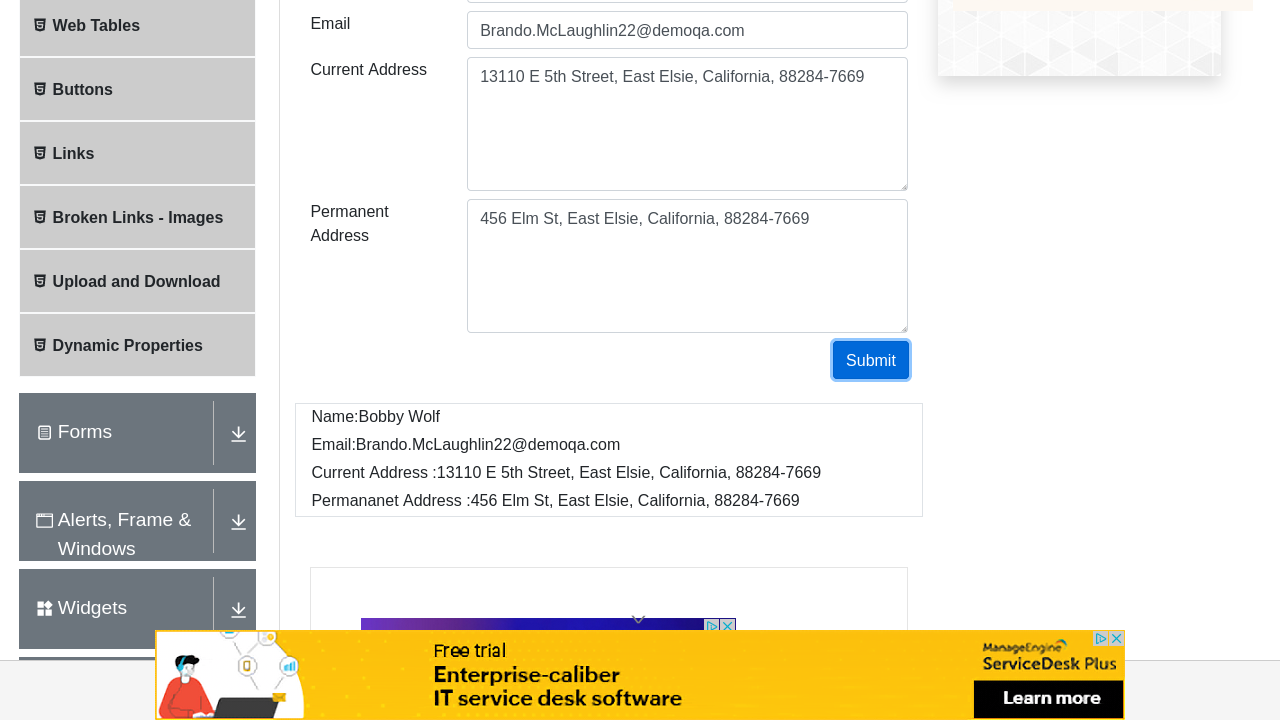 Web Tables
Buttons
Links
Broken Links - Images
Upload and Download
Dynamic Properties
Forms
Alerts, Frame &
Windows
Widgets
Email
Brando.McLaughlin22@demoqa.com
Current Address
13110 E 5th Street, East Elsie, California, 88284-7669
Permanent
Address
456 Elm St, East Elsie, California, 88284-7669
Submit
Name:Bobby Wolf
Email:Brando.McLaughlin22@demoqa.com
Current Address :13110 E 5th Street, East Elsie, California, 88284-7669
Permananet Address :456 Elm St, East Elsie, California, 88284-7669
Free trial
Enterprise-caliber
IT service desk software
ManageEngine
ServiceDesk Plus
Learn more